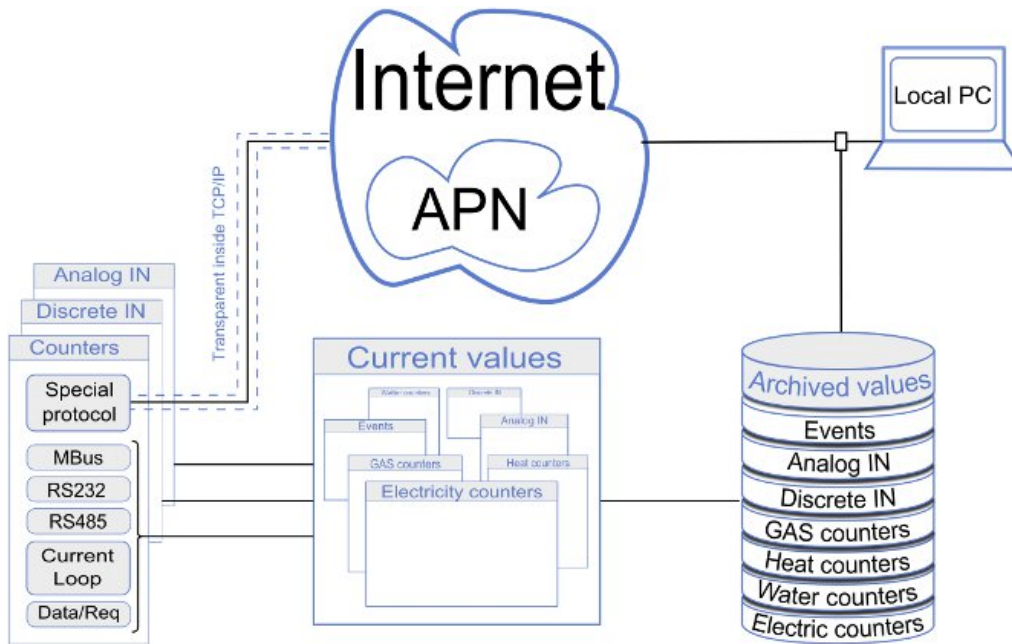 Internet
APN
Local PC
Transparent inside TCP/IP
Analog IN
Discrete IN
Counters
Special
protocol
MBus
RS232
RS485
Current
Loop
Data/Req
Current values
Water counters
Discrete IN
Events
Analog IN
GAS counters
Heat counters
Electricity counters
Archived values
Events
Analog IN
Discrete IN
GAS counters
Heat counters
Water counters
Electric counters